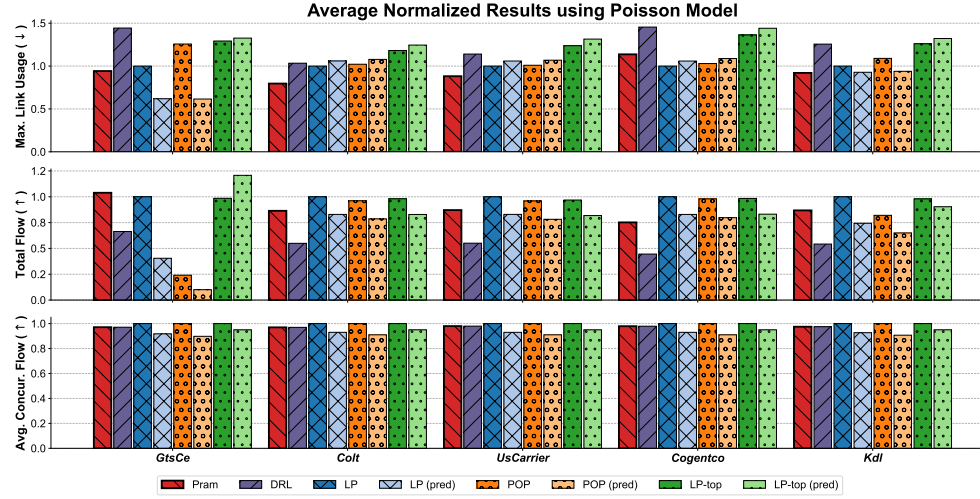 Average Normalized Results using Poisson Model
Max. Link Usage (↓)
1.5
1.0
0.5
0.0
Total Flow (↑)
1.2
1.0
0.8
0.5
0.2
0.0
Avg. Concur. Flow (↑)
1.0
0.8
0.6
0.4
0.2
0.0
GtsCe Colt UsCarrier Cogentco Kdl
Pram DRL LP LP (pred) POP POP (pred) LP-top LP-top (pred)